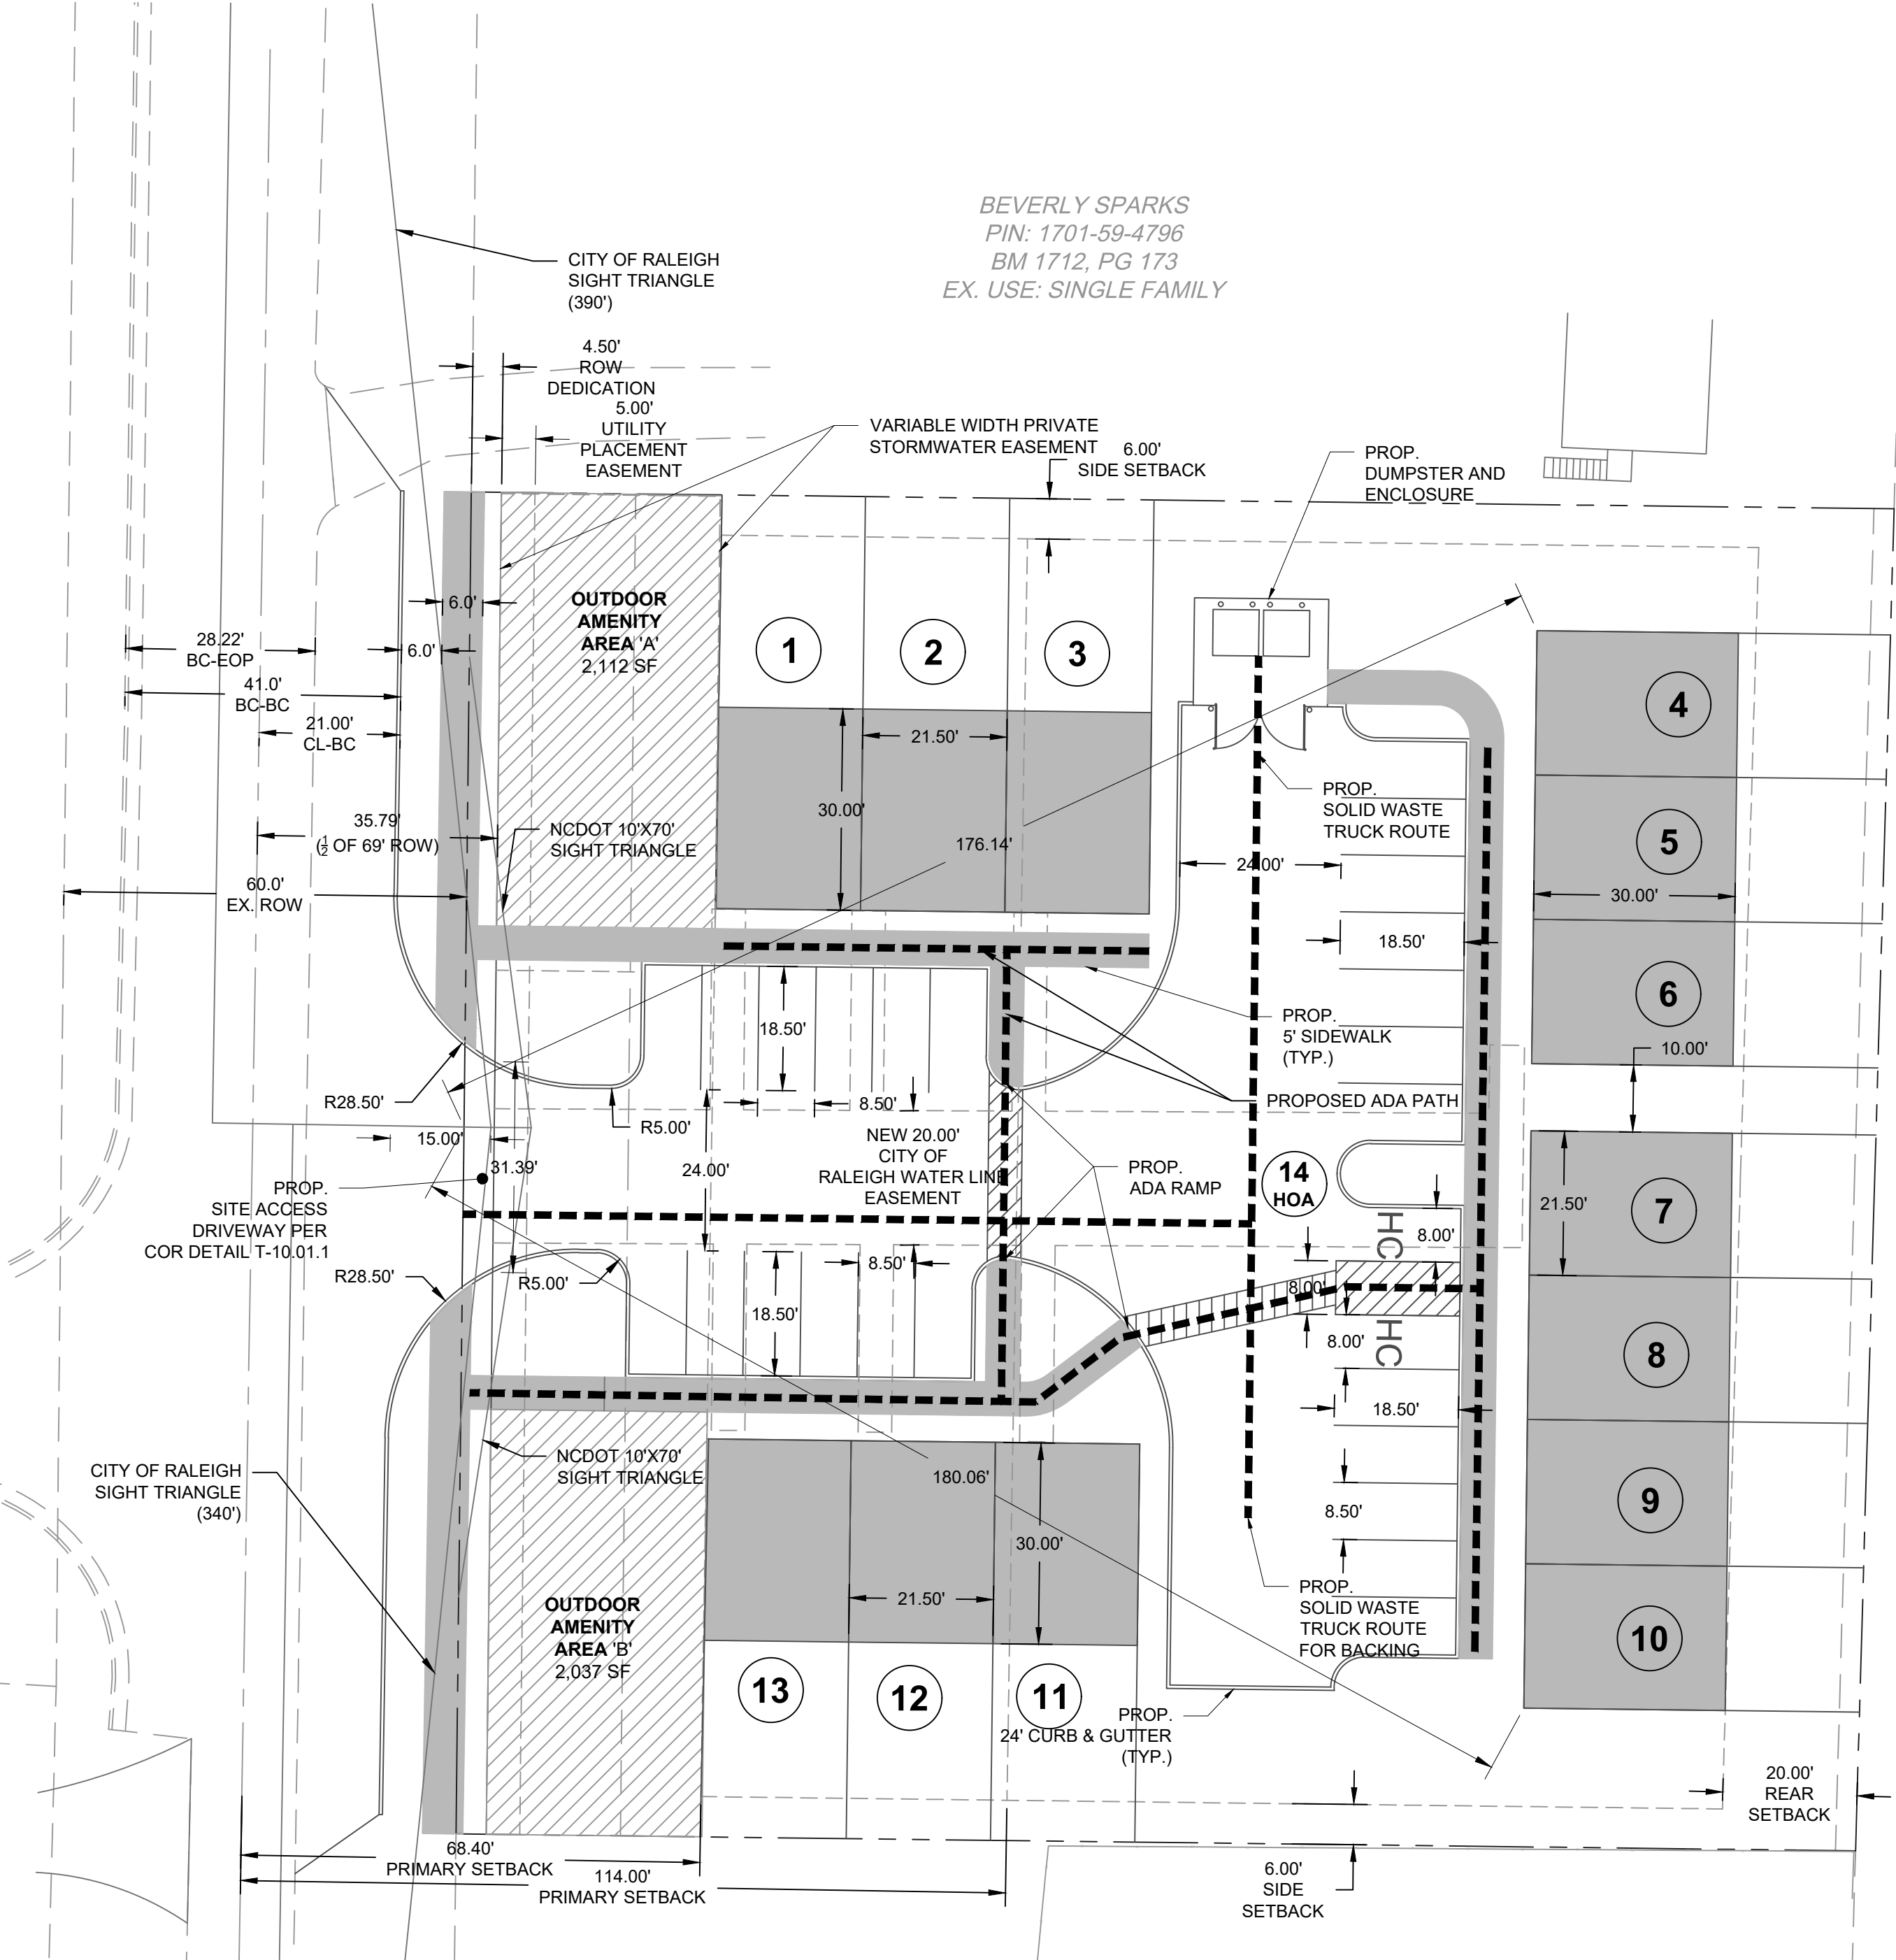 BEVERLY SPARKS
PIN: 1701-59-4796
BM 1712, PG 173
EX. USE: SINGLE FAMILY
CITY OF RALEIGH
SIGHT TRIANGLE
(390')
4.50'
ROW
DEDICATION
5.00'
UTILITY
PLACEMENT
EASEMENT
VARIABLE WIDTH PRIVATE
STORMWATER EASEMENT
6.00'
SIDE SETBACK
PROP.
DUMPSTER AND
ENCLOSURE
OUTDOOR
AMENITY
AREA 'A'
2,112 SF
6.0'
6.0'
28.22'
BC-EOP
41.0'
BC-BC
21.00'
CL-BC
35.79'
(½ OF 69' ROW)
60.0'
EX. ROW
NCDOT 10'X70'
SIGHT TRIANGLE
1
2
3
4
5
6
21.50'
30.00'
176.14'
PROP.
SOLID WASTE
TRUCK ROUTE
24.00'
30.00'
18.50'
18.50'
PROP.
5' SIDEWALK
(TYP.)
10.00'
R28.50'
R5.00'
8.50'
PROPOSED ADA PATH
15.00'
31.39'
24.00'
NEW 20.00'
CITY OF
RALEIGH WATER LINE
EASEMENT
PROP.
ADA RAMP
14
HOA
PROP.
SITE ACCESS
DRIVEWAY PER
COR DETAIL T-10.01.1
HC
8.00'
21.50'
7
R28.50'
R5.00'
8.50'
18.50'
8.00'
8.00'
HC
8
18.50'
NCDOT 10'X70'
SIGHT TRIANGLE
CITY OF RALEIGH
SIGHT TRIANGLE
(340')
180.06'
30.00'
8.50'
9
21.50'
OUTDOOR
AMENITY
AREA 'B'
2,037 SF
PROP.
SOLID WASTE
TRUCK ROUTE
FOR BACKING
10
13
12
11
PROP.
24' CURB & GUTTER
(TYP.)
20.00'
REAR
SETBACK
68.40'
PRIMARY SETBACK
114.00'
PRIMARY SETBACK
6.00'
SIDE
SETBACK